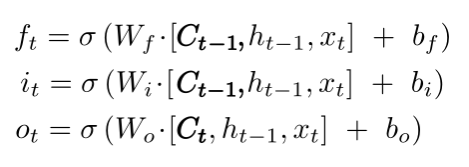 f_t = σ (W_f · [C_{t-1}, h_{t-1}, x_t] + b_f)
i_t = σ (W_i · [C_{t-1}, h_{t-1}, x_t] + b_i)
o_t = σ (W_o · [C_t, h_{t-1}, x_t] + b_o)